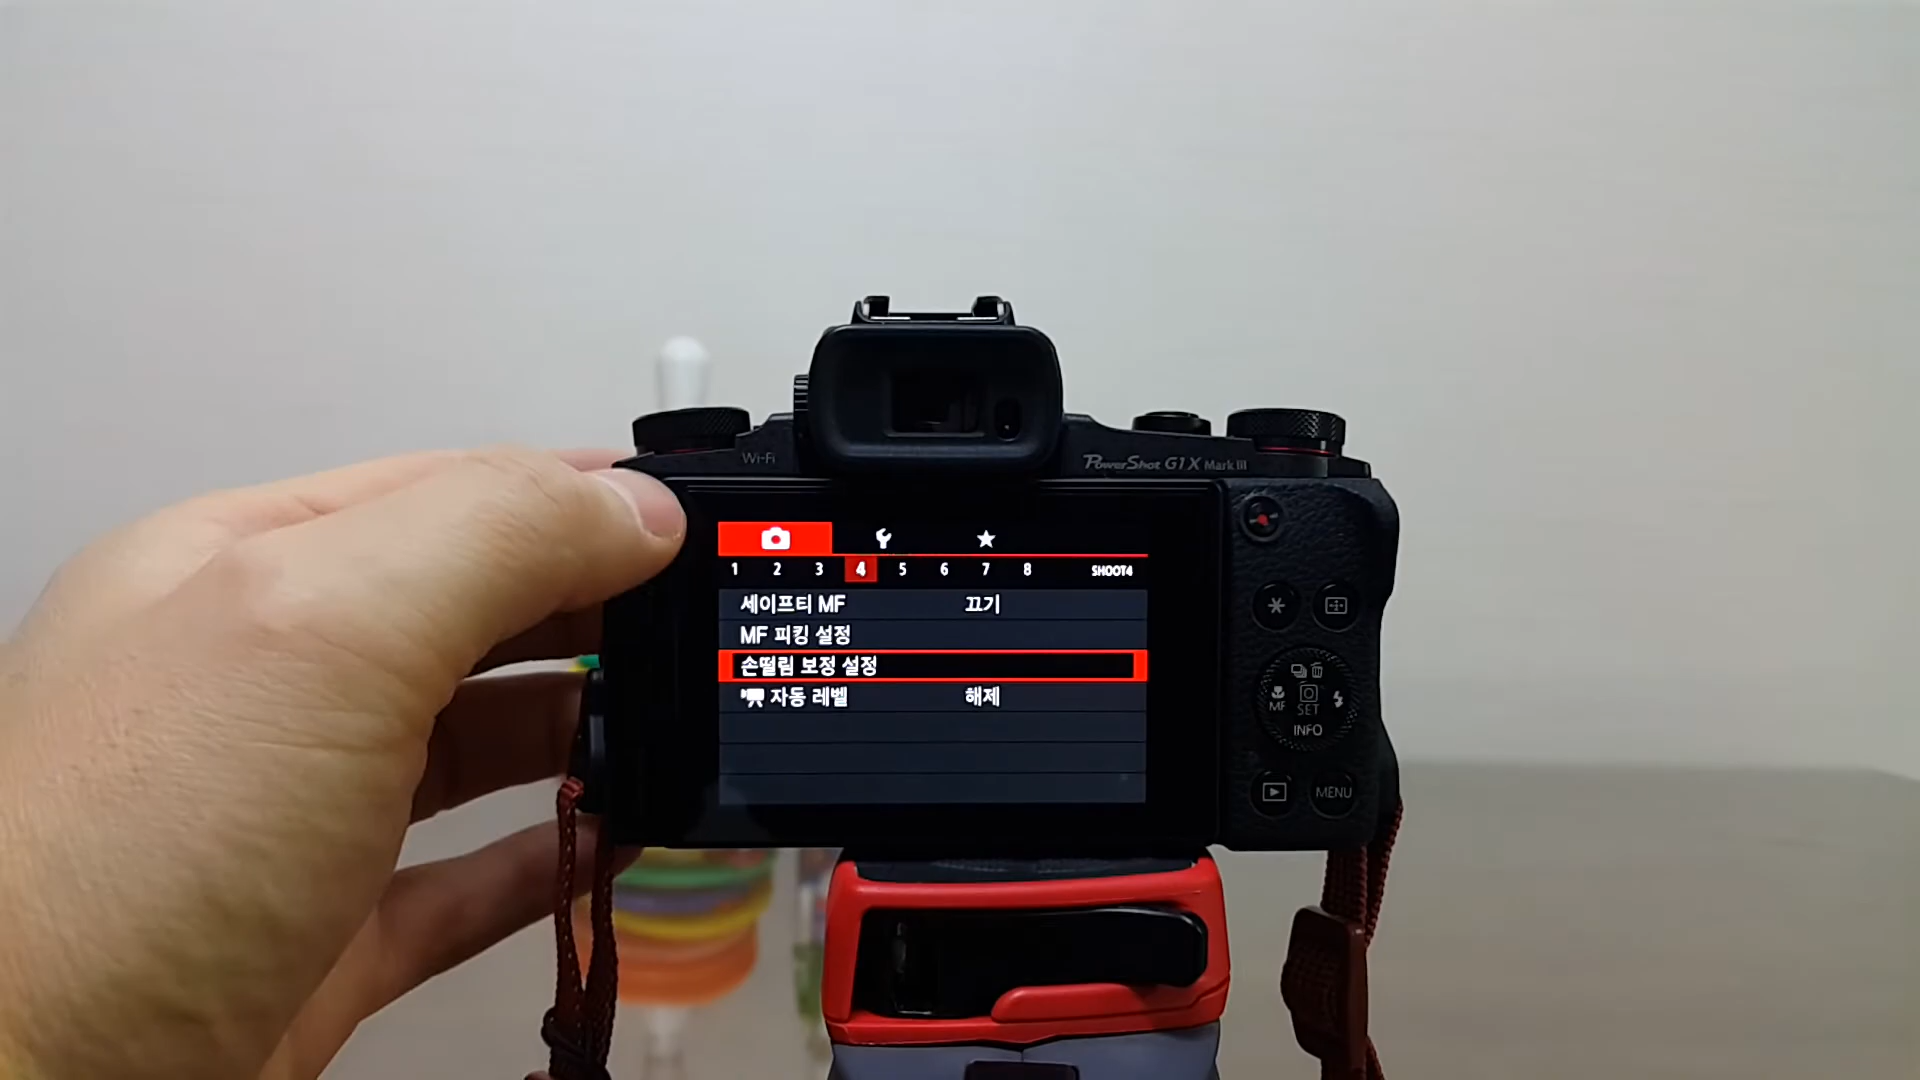 Wi-Fi
PowerShot G1 X Mark III
1 2 3 4 5 6 7 8 SHOOT4
세이프티 MF 끄기
MF 피킹 설정
손떨림 보정 설정
자동 레벨 해제
MF
SET
INFO
MENU